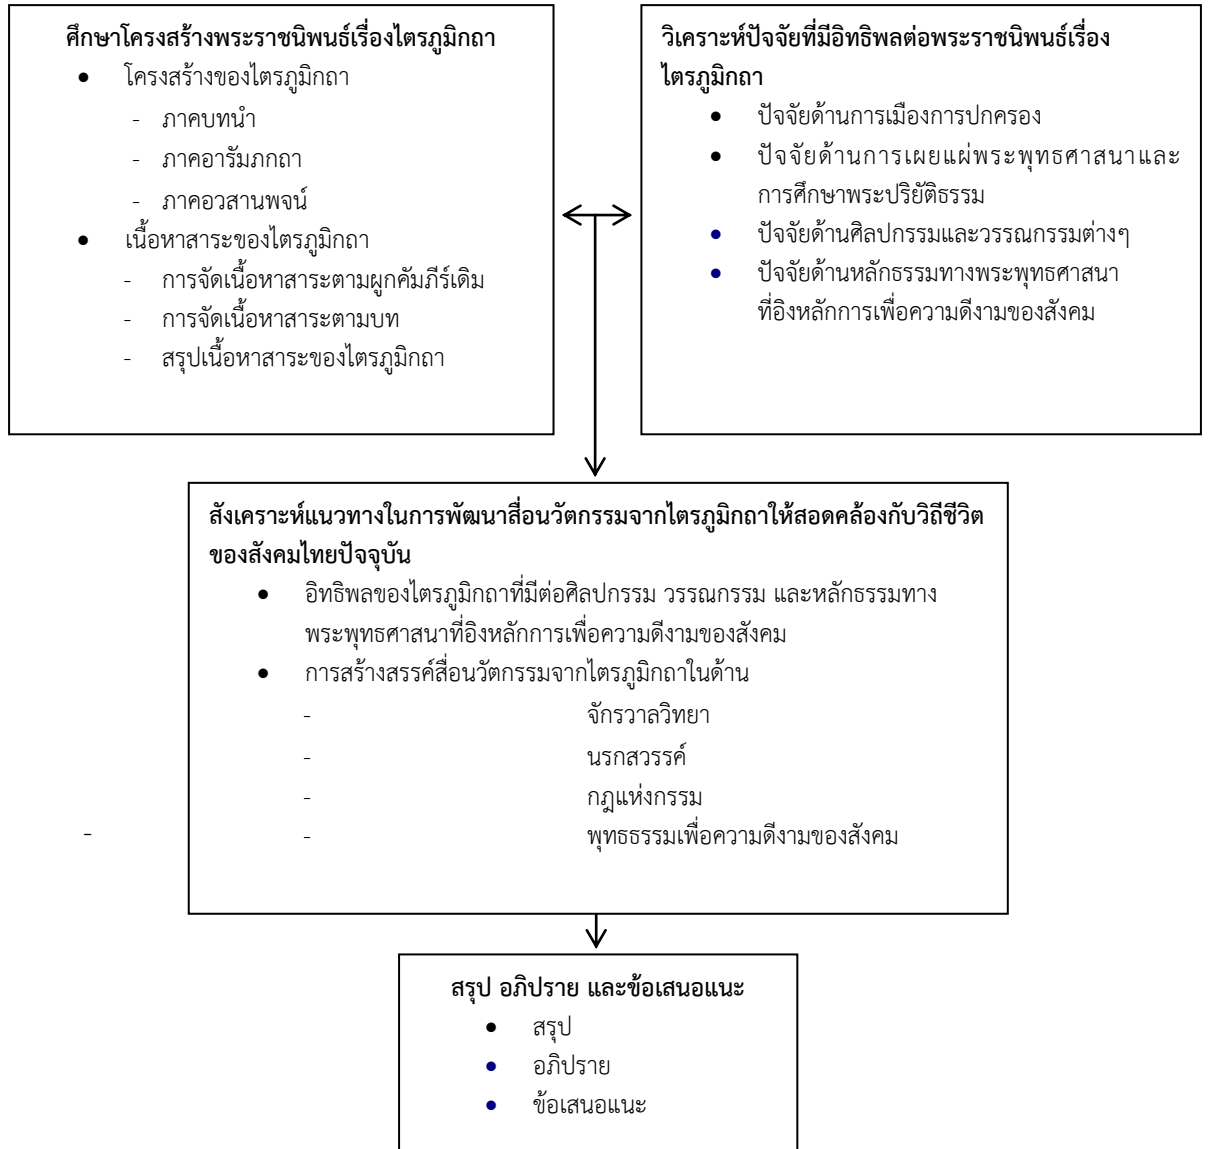 ศึกษาโครงสร้างพระราชนิพนธ์เรื่องไตรภูมิกถา
• โครงสร้างของไตรภูมิกถา
- ภาคบทนำ
- ภาคอารัมภกถา
- ภาคอวสานพจน์
• เนื้อหาสาระของไตรภูมิกถา
- การจัดเนื้อหาสาระตามผูกคัมภีร์เดิม
- การจัดเนื้อหาสาระตามบท
- สรุปเนื้อหาสาระของไตรภูมิกถา
วิเคราะห์ปัจจัยที่มีอิทธิพลต่อพระราชนิพนธ์เรื่อง
ไตรภูมิกถา
• ปัจจัยด้านการเมืองการปกครอง
• ปัจจัยด้านการเผยแผ่พระพุทธศาสนาและ
การศึกษาพระปริยัติธรรม
• ปัจจัยด้านศิลปกรรมและวรรณกรรมต่างๆ
• ปัจจัยด้านหลักธรรมทางพระพุทธศาสนา
ที่อิงหลักการเพื่อความดีงามของสังคม
สังเคราะห์แนวทางในการพัฒนาสื่อนวัตกรรมจากไตรภูมิกถาให้สอดคล้องกับวิถีชีวิต
ของสังคมไทยปัจจุบัน
• อิทธิพลของไตรภูมิกถาที่มีต่อศิลปกรรม วรรณกรรม และหลักธรรมทาง
พระพุทธศาสนาที่อิงหลักการเพื่อความดีงามของสังคม
• การสร้างสรรค์สื่อนวัตกรรมจากไตรภูมิกถาในด้าน
- จักรวาลวิทยา
- นรกสวรรค์
- กฎแห่งกรรม
- - พุทธธรรมเพื่อความดีงามของสังคม
สรุป อภิปราย และข้อเสนอแนะ
• สรุป
• อภิปราย
• ข้อเสนอแนะ